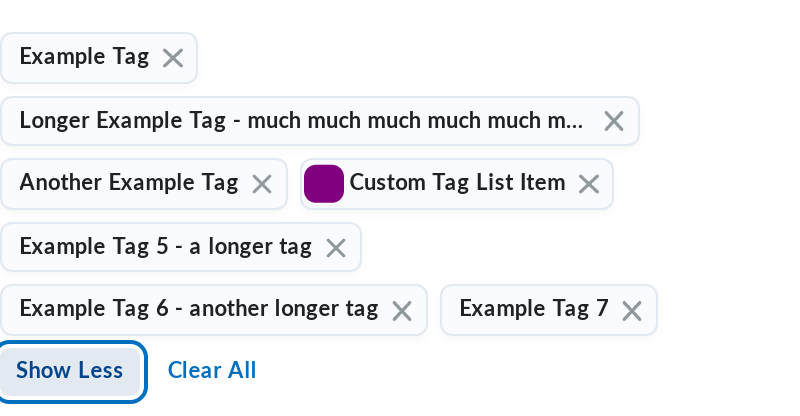 Example Tag
Longer Example Tag - much much much much much m...
Another Example Tag Custom Tag List Item
Example Tag 5 - a longer tag
Example Tag 6 - another longer tag Example Tag 7
Show Less Clear All